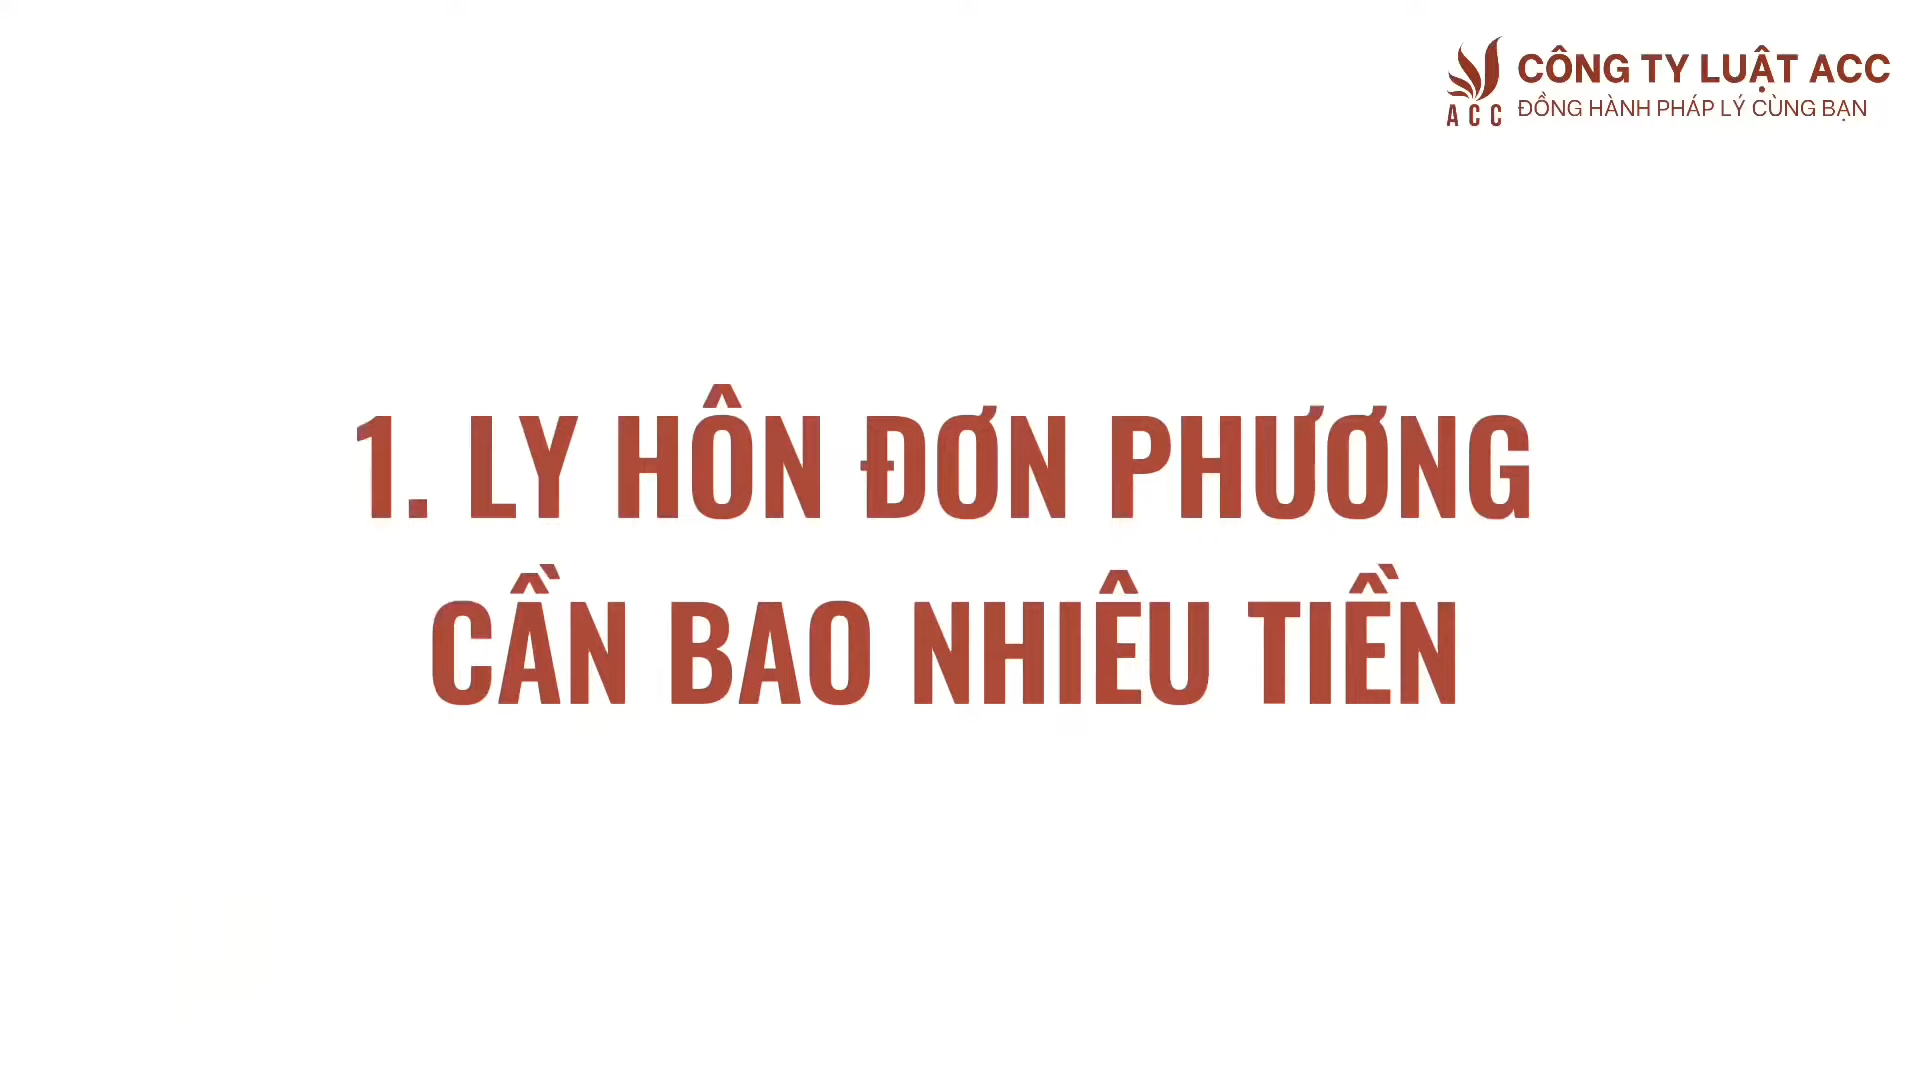 CÔNG TY LUẬT ACC
ACC ĐỒNG HÀNH PHÁP LÝ CÙNG BẠN
1. LY HÔN ĐƠN PHƯƠNG
CẦN BAO NHIÊU TIỀN